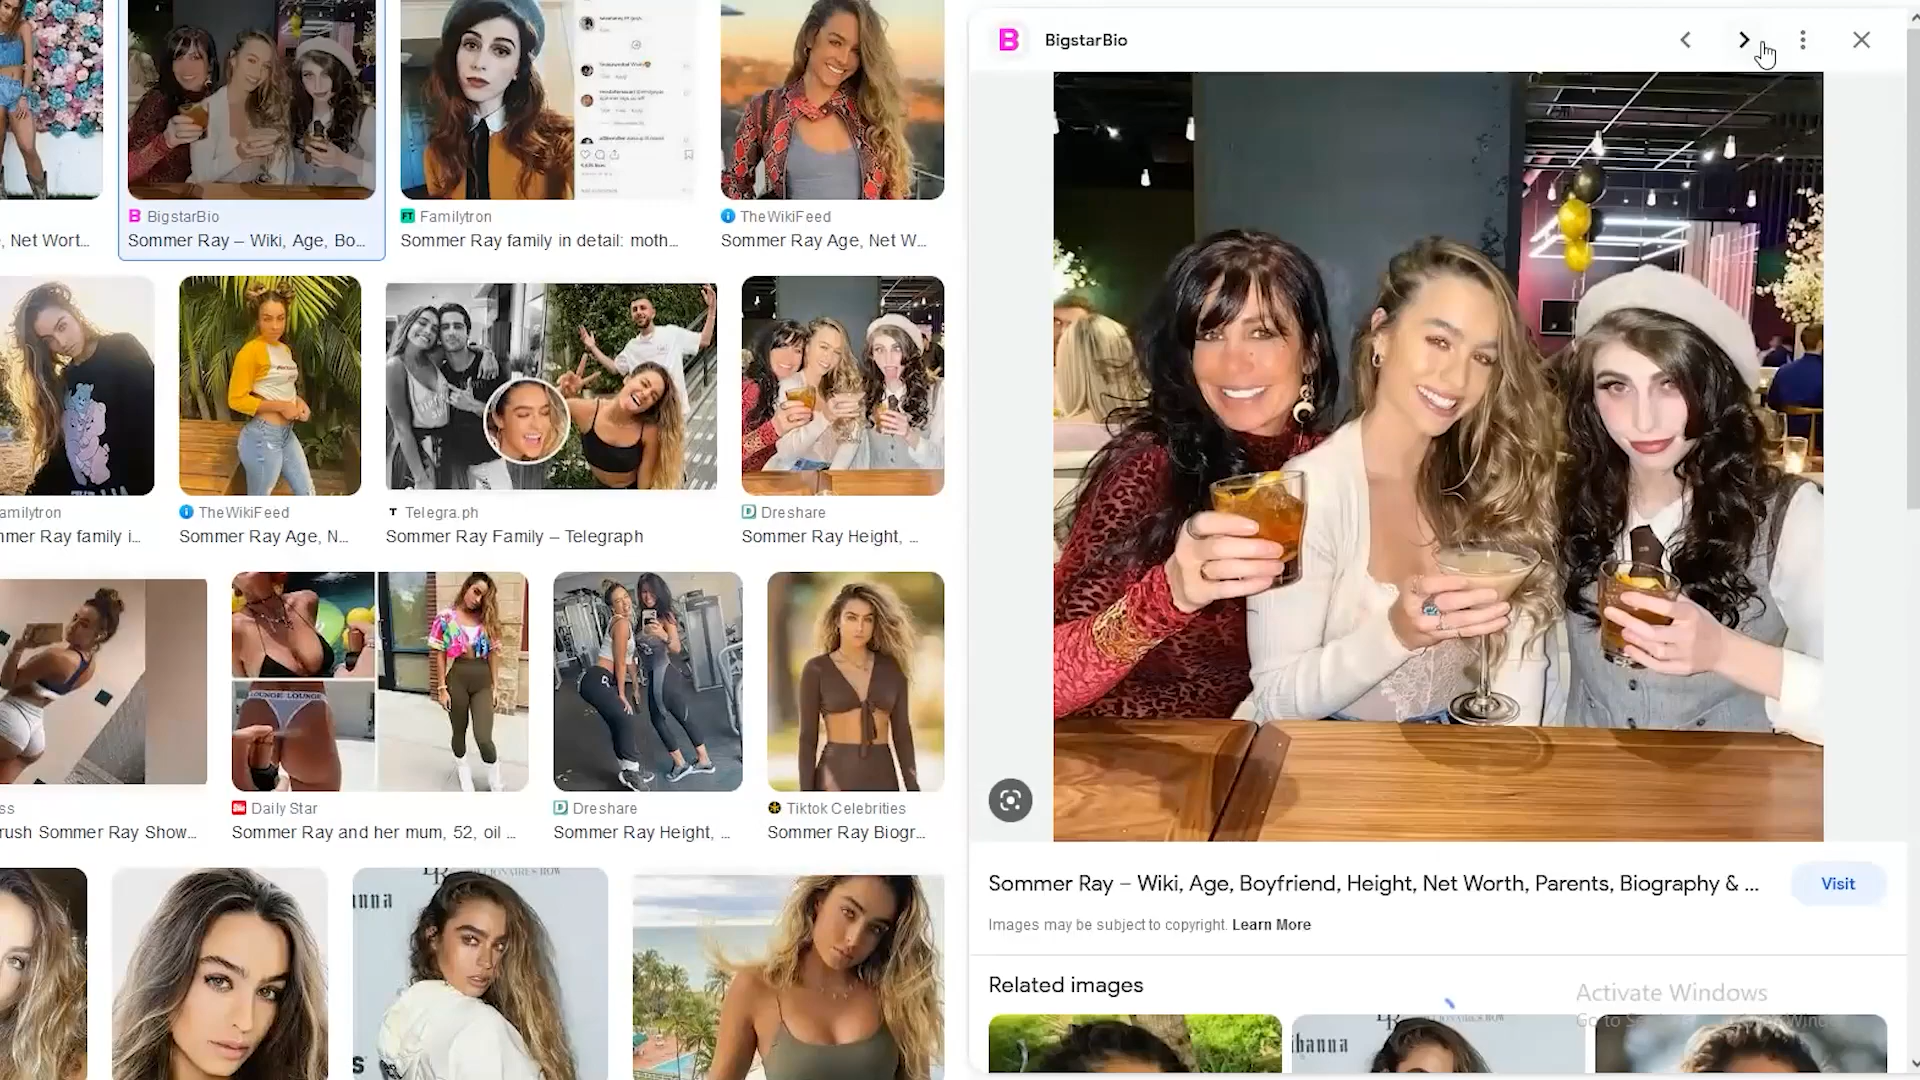 BigstarBio
, Net Wort...
BigstarBio
Sommer Ray – Wiki, Age, Bo...
Familytron
Sommer Ray family in detail: moth...
TheWikiFeed
Sommer Ray Age, Net W...
amilytron
mer Ray family i...
TheWikiFeed
Sommer Ray Age, N...
Telegra.ph
Sommer Ray Family – Telegraph
Dreshare
Sommer Ray Height, ...
LOUNGE LOUNGE
ss
rush Sommer Ray Show...
Daily Star
Sommer Ray and her mum, 52, oil ...
Dreshare
Sommer Ray Height, ...
Tiktok Celebrities
Sommer Ray Biogr...
Sommer Ray – Wiki, Age, Boyfriend, Height, Net Worth, Parents, Biography & ...
Visit
Images may be subject to copyright. Learn More
Related images
Activate Windows